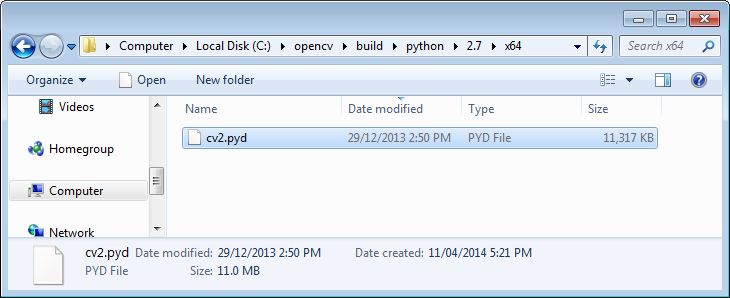 Computer Local Disk (C:) opencv build python 2.7 x64 Search x64
Organize Open New folder
Videos
Homegroup
Computer
Network
Name Date modified Type Size
cv2.pyd 29/12/2013 2:50 PM PYD File 11,317 KB
cv2.pyd Date modified: 29/12/2013 2:50 PM Date created: 11/04/2014 5:21 PM
PYD File Size: 11.0 MB